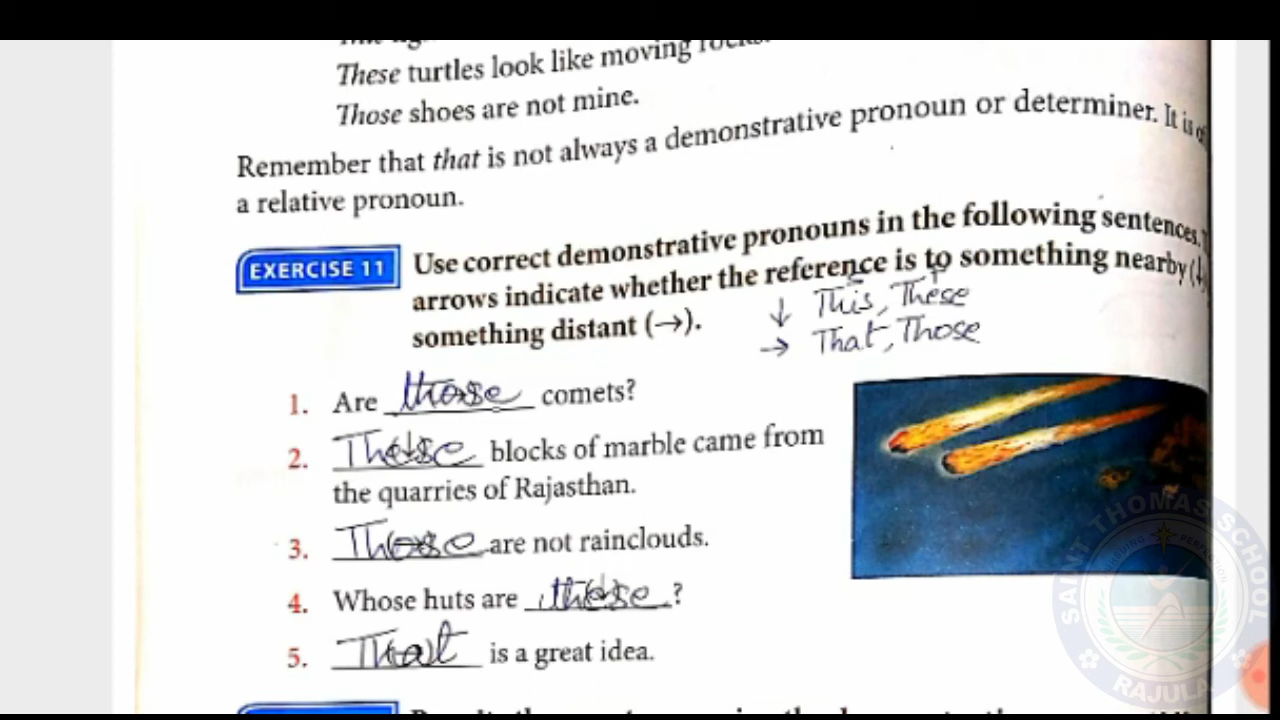 These turtles look like moving rocks.
Those shoes are not mine.
Remember that that is not always a demonstrative pronoun or determiner. It is
a relative pronoun.
EXERCISE 11 Use correct demonstrative pronouns in the following sentences.
arrows indicate whether the reference is to something nearby (↓)
something distant (→).
↓ This, These
→ That, Those
1. Are those comets?
2. These blocks of marble came from
the quarries of Rajasthan.
3. Those are not rainclouds.
4. Whose huts are these?
5. That is a great idea.
SAINT THOMAS SCHOOL
RAJULA